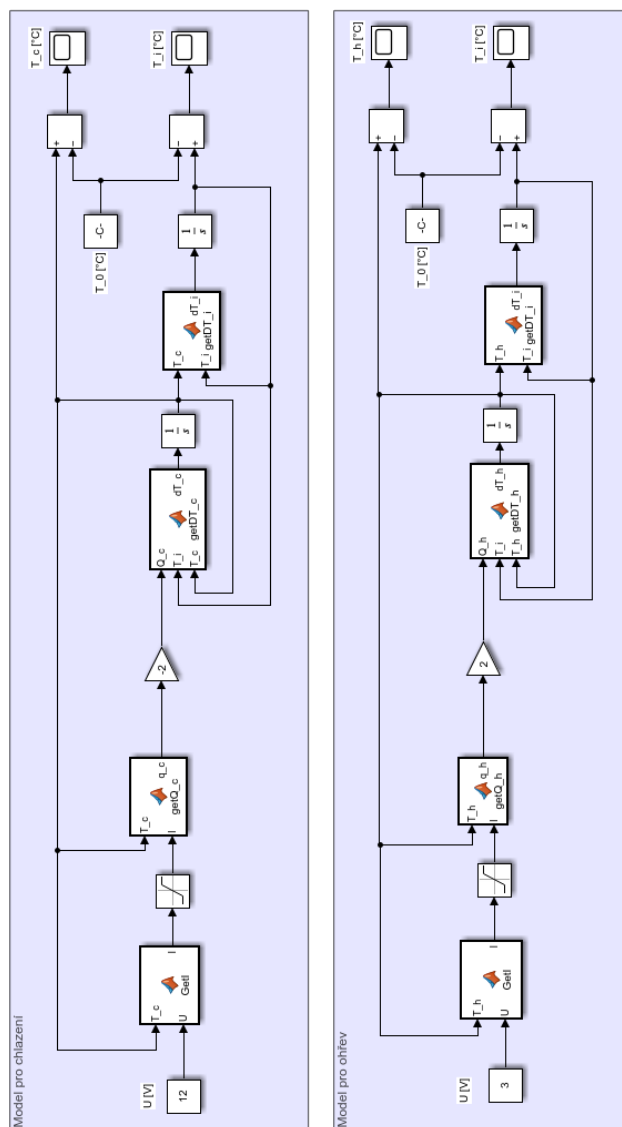 Model pro chlazení
U [V]
12
T_c
U
GetI
I
T_c
I
getQ_c
q_c
-2
Q_c
T_i
T_c
getDT_c
dT_c
1
s
T_c
T_i
getDT_i
dT_i
1
s
T_0 [°C]
-C-
+
−
−
+
T_c [°C]
T_i [°C]
Model pro ohřev
U [V]
3
T_h
U
GetI
I
T_h
I
getQ_h
q_h
2
Q_h
T_i
T_h
getDT_h
dT_h
1
s
T_h
T_i
getDT_i
dT_i
1
s
T_0 [°C]
-C-
+
−
−
+
T_h [°C]
T_i [°C]